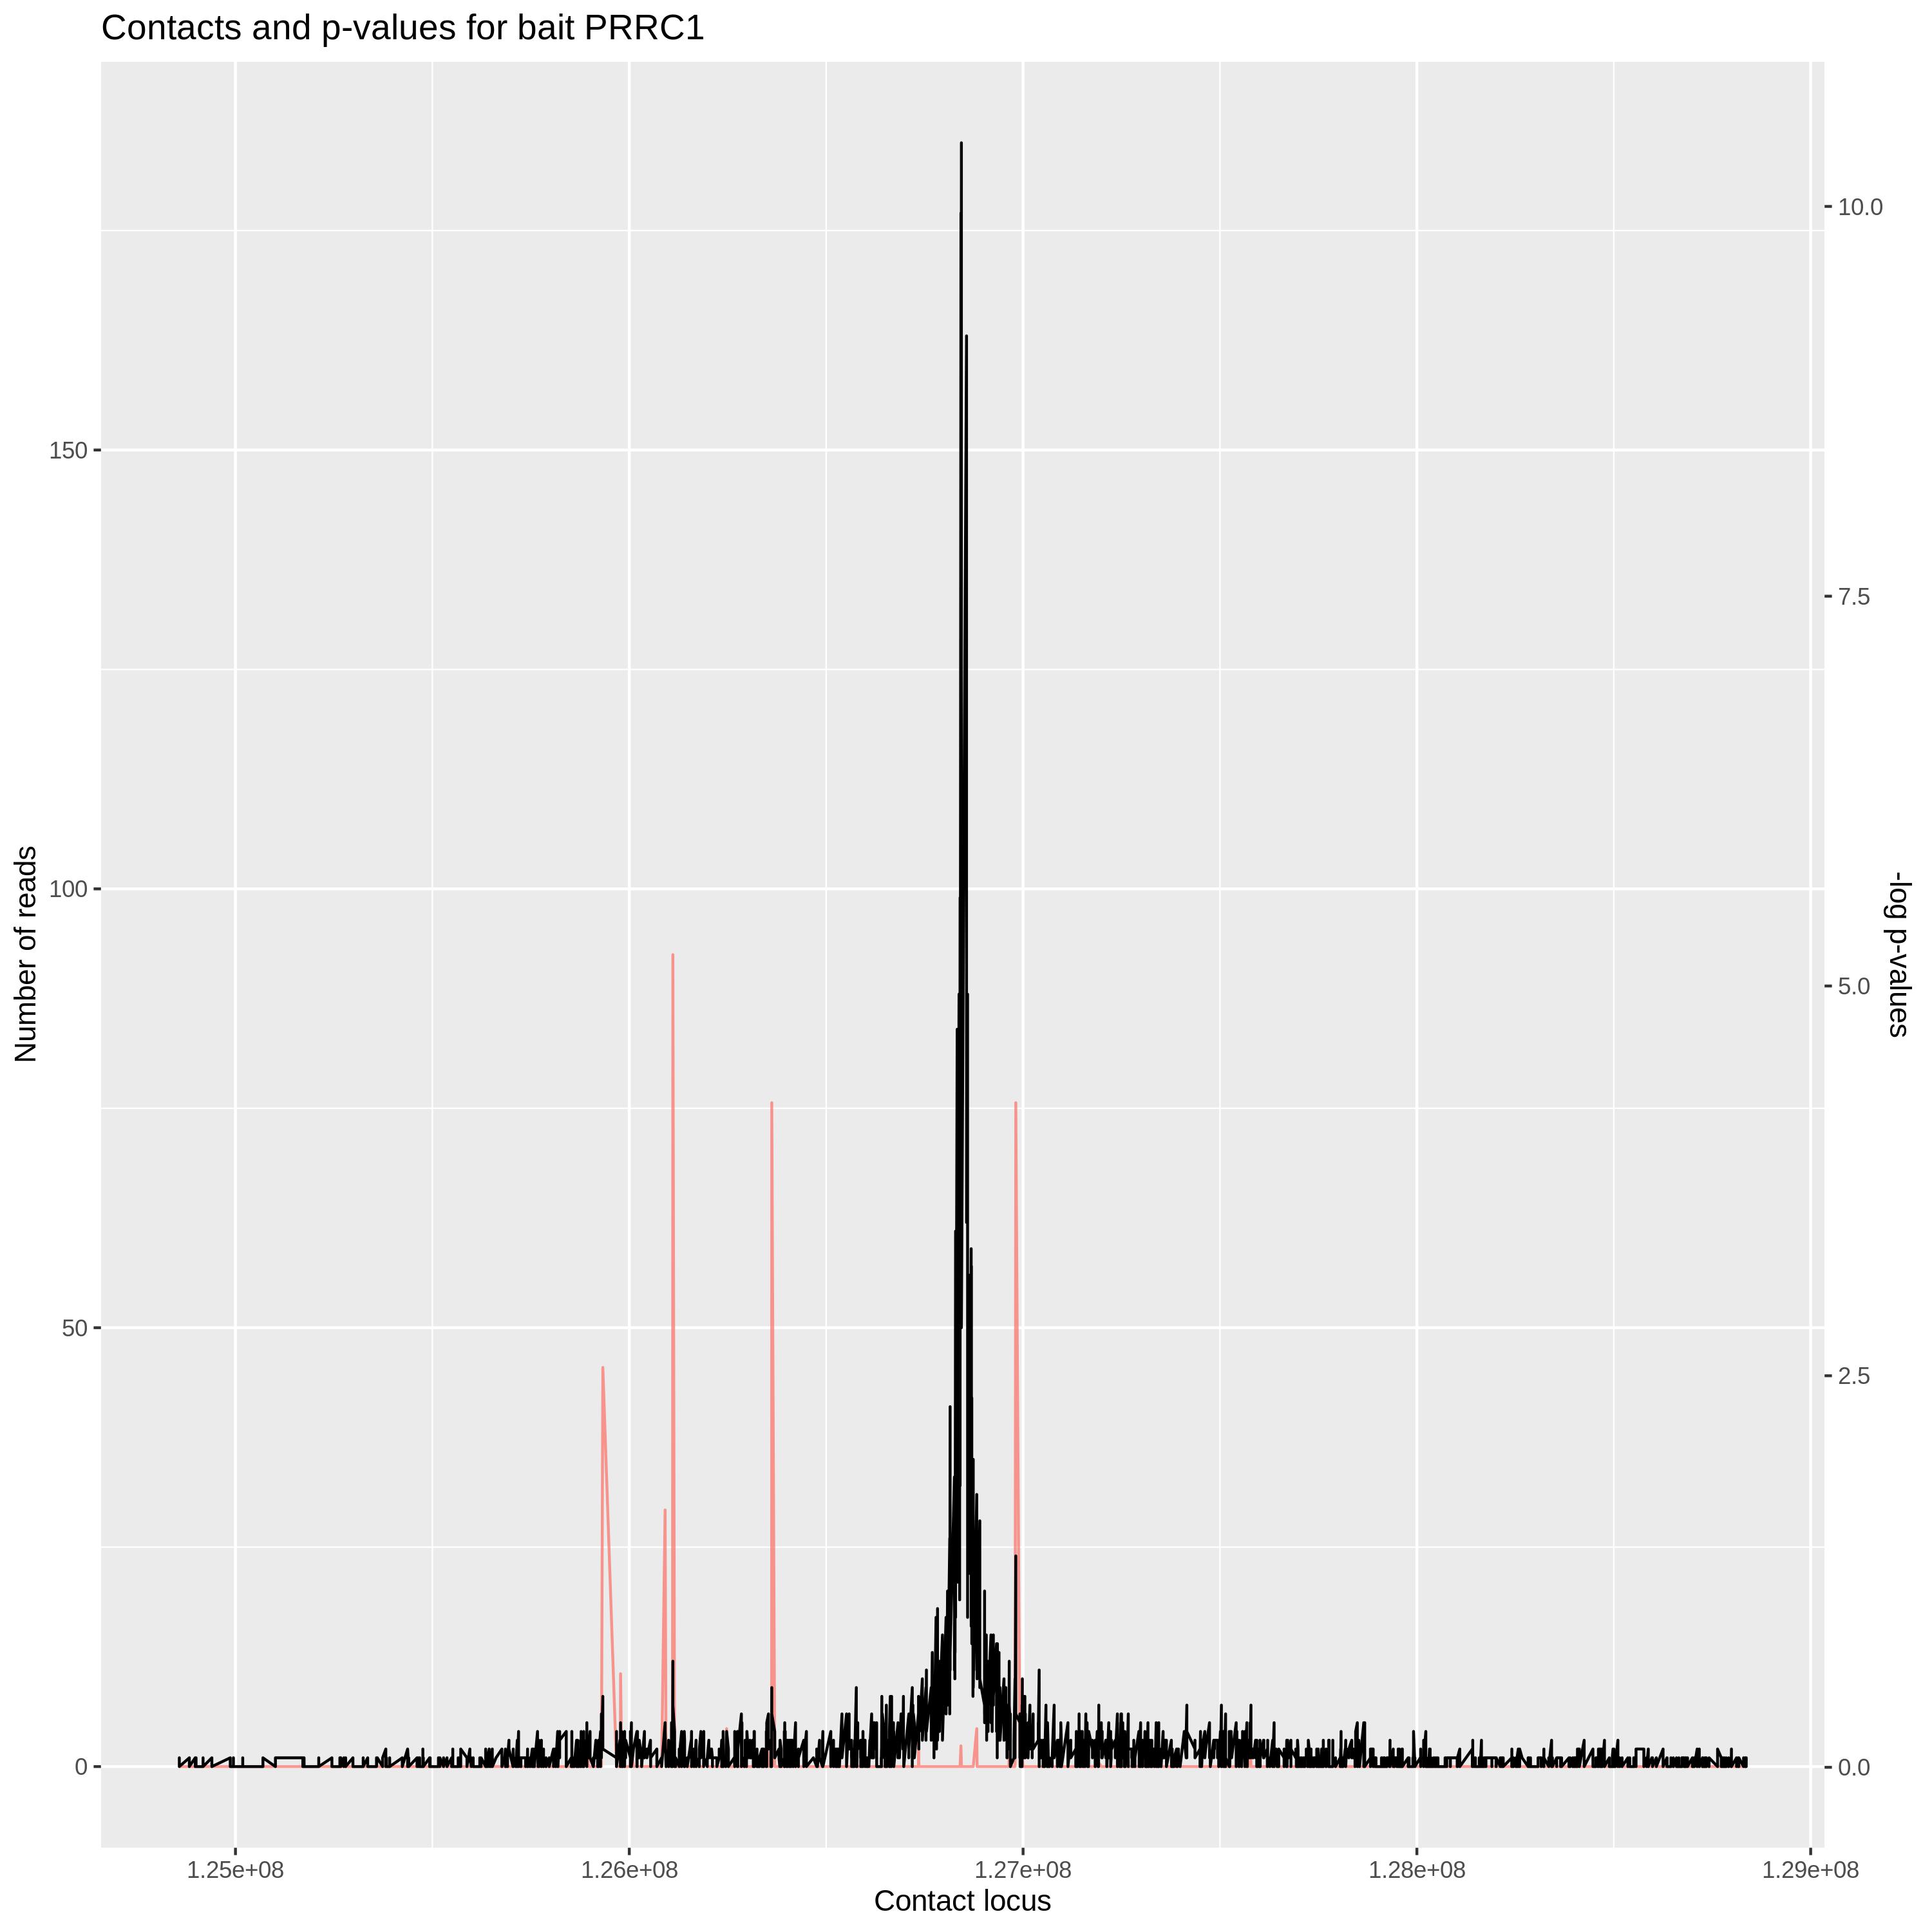 Contacts and p-values for bait PRRC1
Number of reads
150
100
50
0
10.0
7.5
5.0
2.5
0.0
-log p-values
1.25e+08
1.26e+08
1.27e+08
1.28e+08
1.29e+08
Contact locus